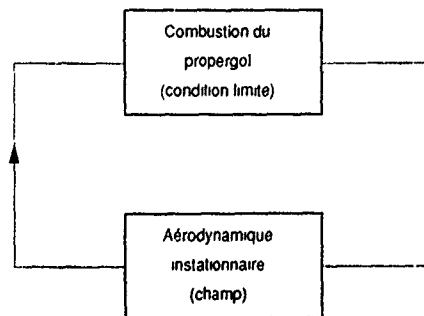 Combustion du
propergol
(condition limite)
Aérodynamique
instationnaire
(champ)